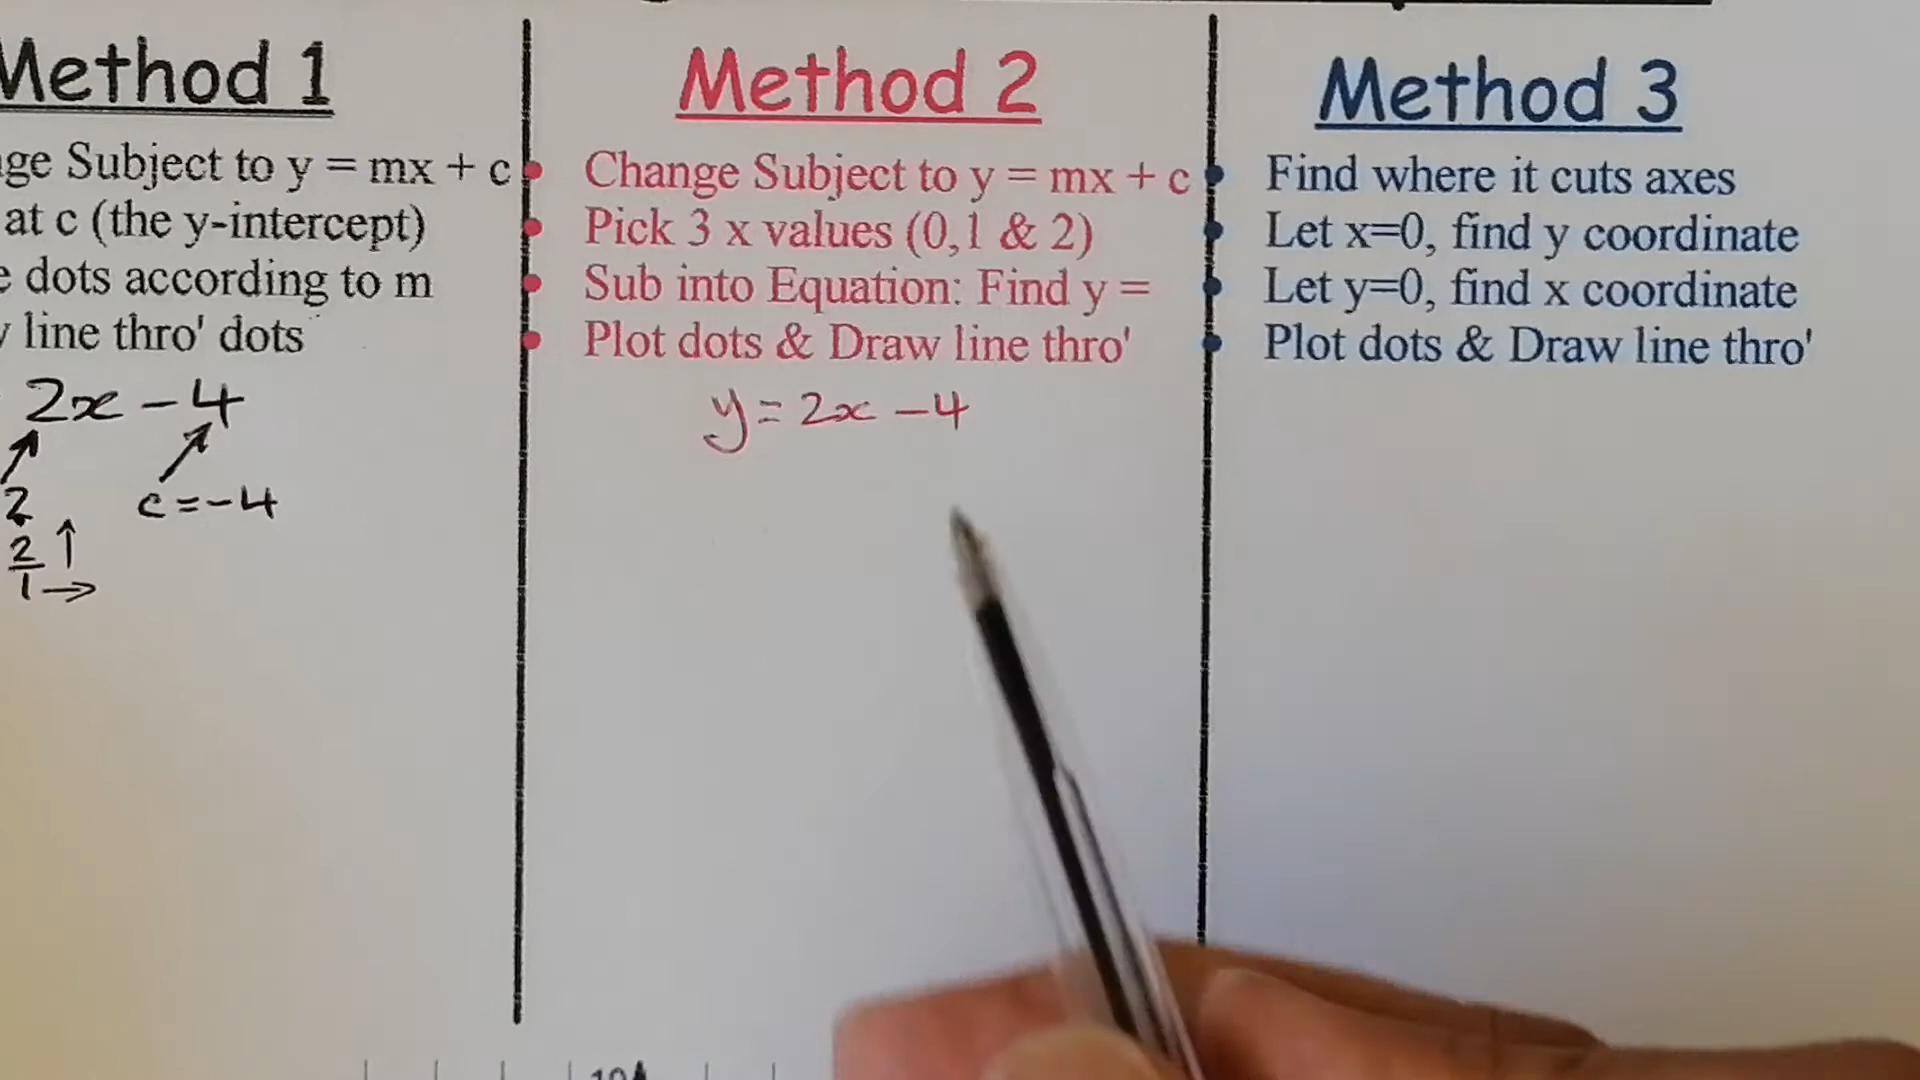 Method 1
ge Subject to y = mx + c
at c (the y-intercept)
e dots according to m
line thro' dots
2x - 4
2
c = -4
2
1
Method 2
• Change Subject to y = mx + c
• Pick 3 x values (0,1 & 2)
• Sub into Equation: Find y =
• Plot dots & Draw line thro'
y = 2x - 4
Method 3
• Find where it cuts axes
• Let x=0, find y coordinate
• Let y=0, find x coordinate
• Plot dots & Draw line thro'